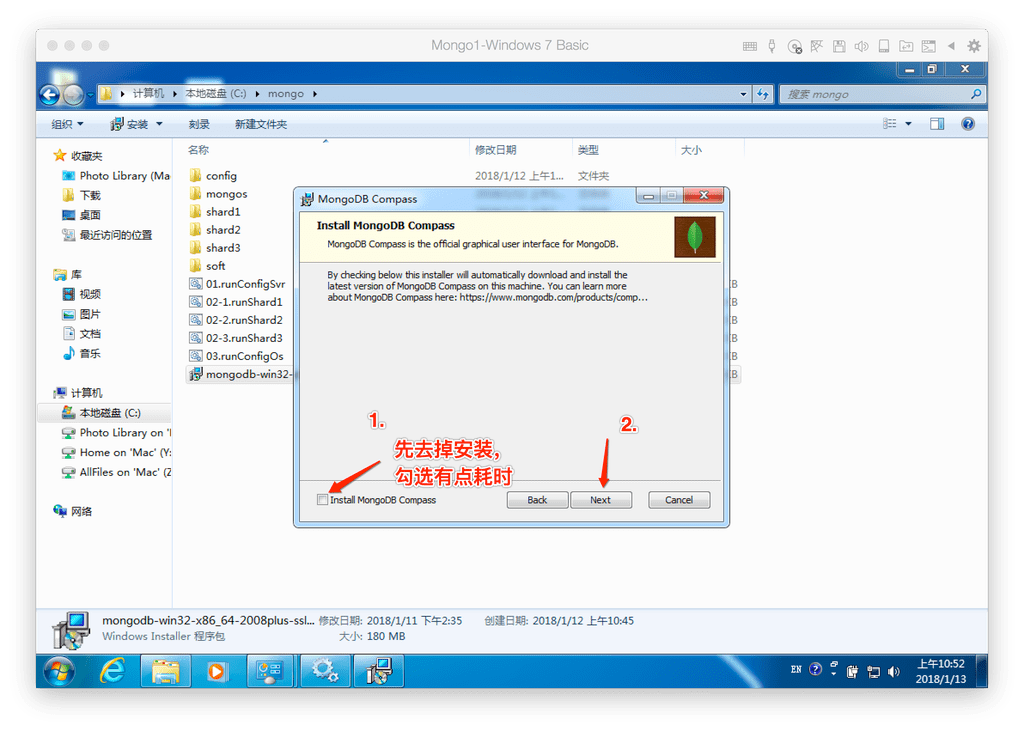 Mongo1-Windows 7 Basic
计算机 本地磁盘 (C:) mongo
搜索 mongo
组织 安装 刻录 新建文件夹
名称 修改日期 类型 大小
收藏夹
Photo Library (Ma
下载
桌面
最近访问的位置
库
视频
图片
文档
音乐
计算机
本地磁盘 (C:)
Photo Library on '
Home on 'Mac' (Y:
AllFiles on 'Mac' (Z
网络
config 2018/1/12 上午1... 文件夹
mongos
shard1
shard2
shard3
soft
01.runConfigSvr
02-1.runShard1
02-2.runShard2
02-3.runShard3
03.runConfigOs
mongodb-win32-
MongoDB Compass
Install MongoDB Compass
MongoDB Compass is the official graphical user interface for MongoDB.
By checking below this installer will automatically download and install the
latest version of MongoDB Compass on this machine. You can learn more
about MongoDB Compass here: https://www.mongodb.com/products/comp...
1.
先去掉安装,
勾选有点耗时
2.
Install MongoDB Compass
Back Next Cancel
mongodb-win32-x86_64-2008plus-ssl... 修改日期: 2018/1/11 下午2:35 创建日期: 2018/1/12 上午10:45
Windows Installer 程序包 大小: 180 MB
EN
上午10:52
2018/1/13